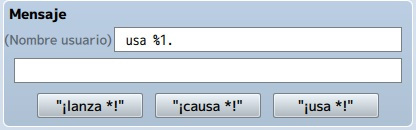 Mensaje
(Nombre usuario) usa %1.
"¡lanza *!" "¡causa *!" "¡usa *!"